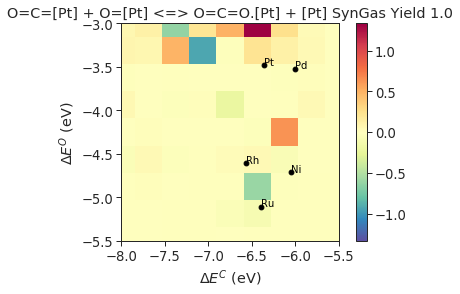 O=C=[Pt] + O=[Pt] <=> O=C=O.[Pt] + [Pt] SynGas Yield 1.0
−3.0
−3.5
−4.0
−4.5
−5.0
−5.5
ΔE^O (eV)
Pt
Pd
Rh
Ni
Ru
−8.0 −7.5 −7.0 −6.5 −6.0 −5.5
ΔE^C (eV)
1.0
0.5
0.0
−0.5
−1.0